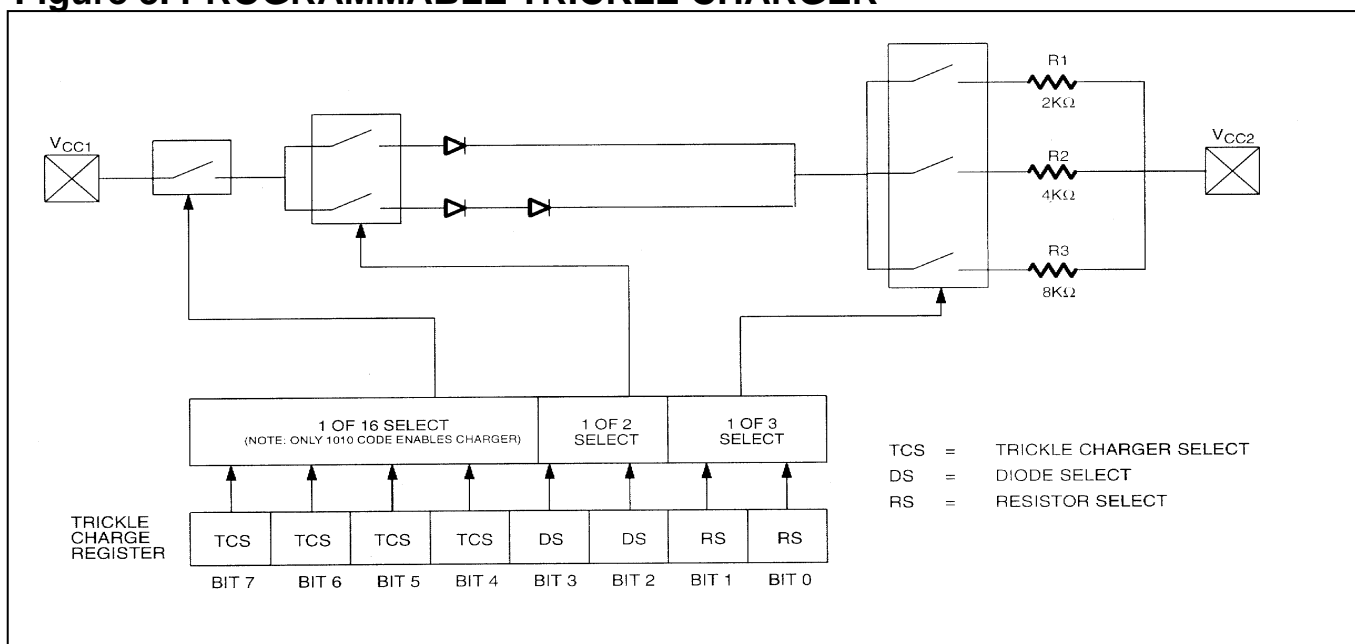 Figure 5. PROGRAMMABLE TRICKLE CHARGER
VCC1
R1
2KΩ
R2
4KΩ
R3
8KΩ
VCC2
1 OF 16 SELECT
(NOTE: ONLY 1010 CODE ENABLES CHARGER)
1 OF 2
SELECT
1 OF 3
SELECT
TCS = TRICKLE CHARGER SELECT
DS = DIODE SELECT
RS = RESISTOR SELECT
TRICKLE
CHARGE
REGISTER
TCS TCS TCS TCS DS DS RS RS
BIT 7 BIT 6 BIT 5 BIT 4 BIT 3 BIT 2 BIT 1 BIT 0